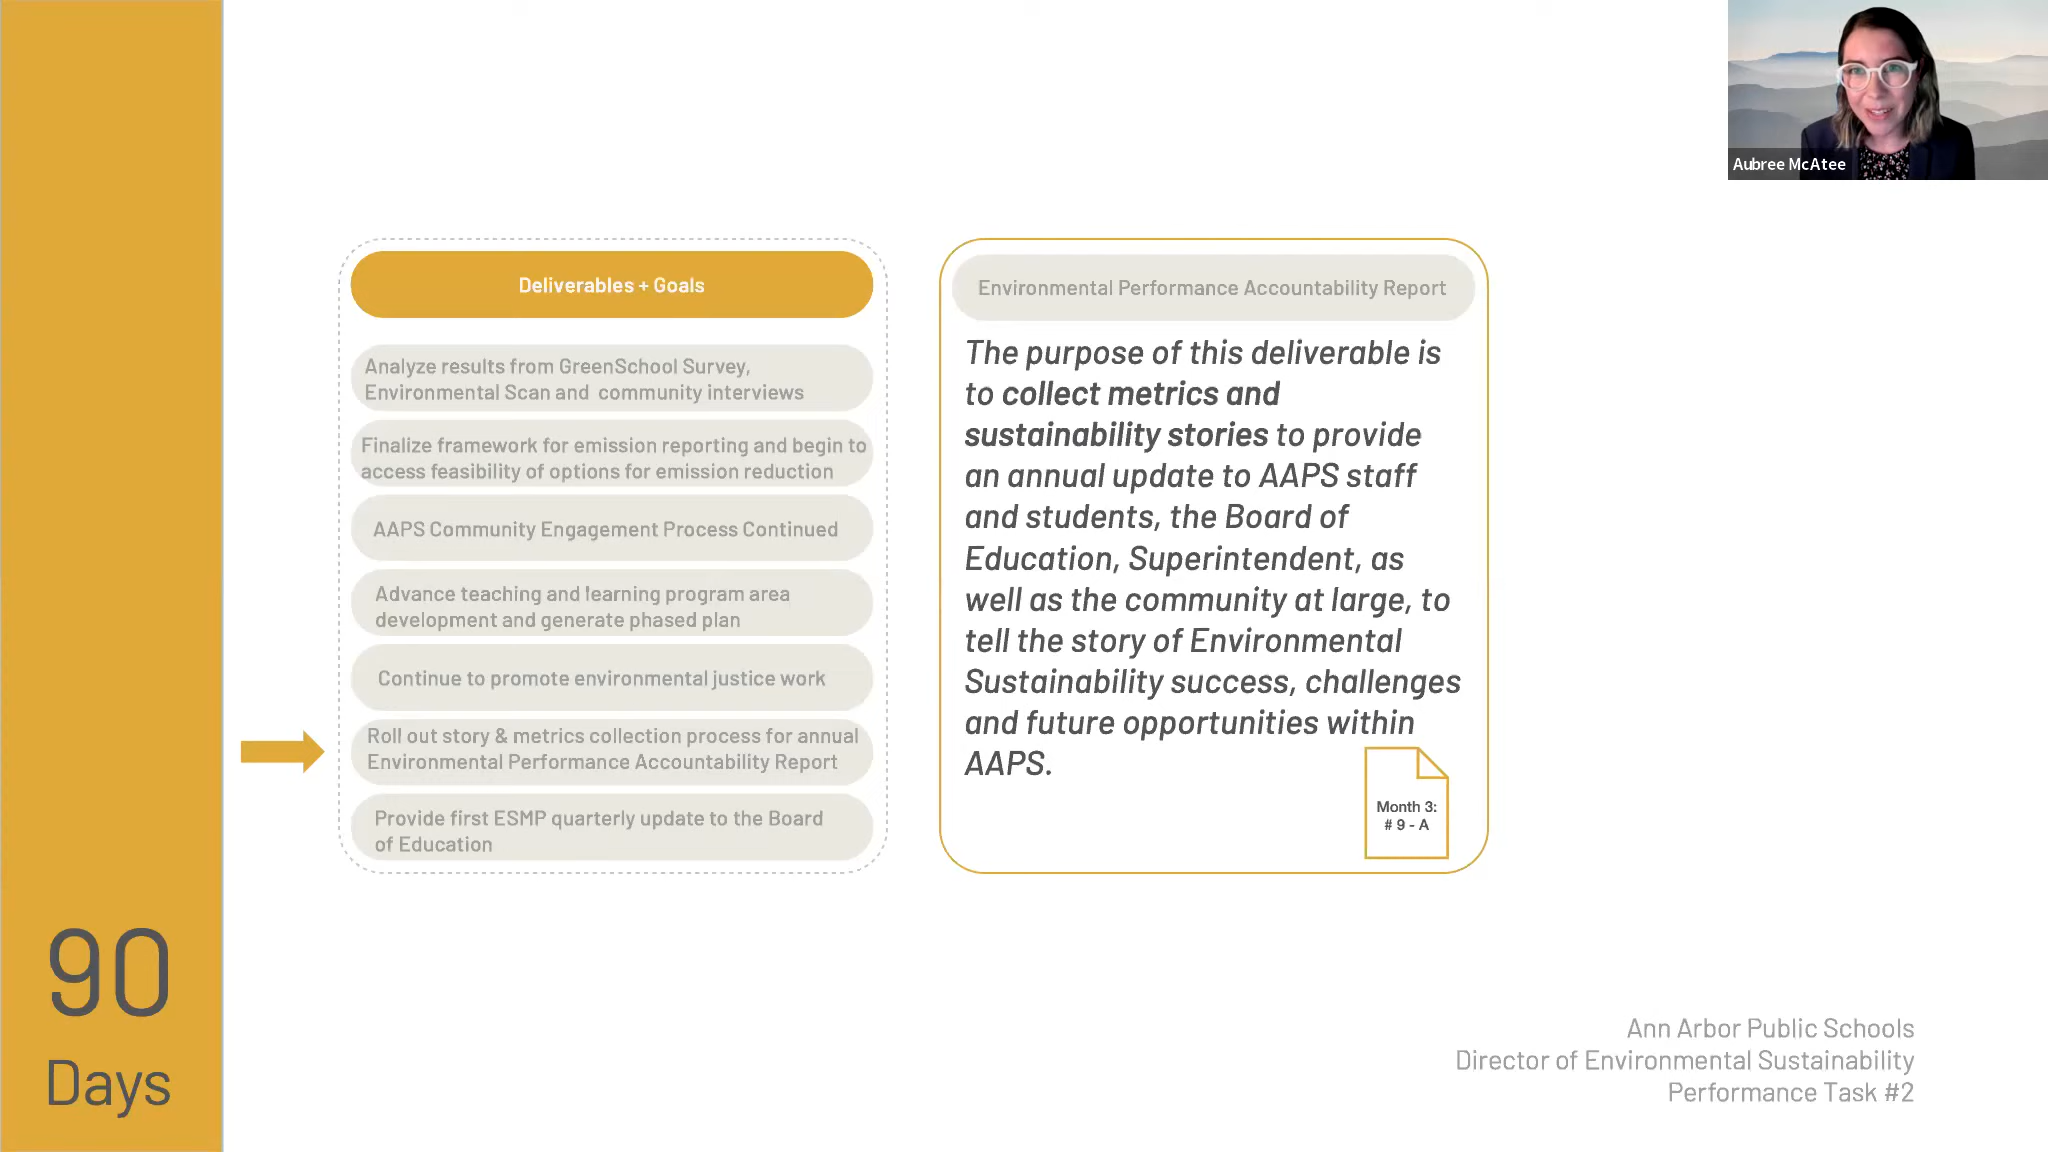 Aubree McAtee
Deliverables + Goals
Analyze results from GreenSchool Survey,
Environmental Scan and community interviews
Finalize framework for emission reporting and begin to
access feasibility of options for emission reduction
AAPS Community Engagement Process Continued
Advance teaching and learning program area
development and generate phased plan
Continue to promote environmental justice work
Roll out story & metrics collection process for annual
Environmental Performance Accountability Report
Provide first ESMP quarterly update to the Board
of Education
Environmental Performance Accountability Report
The purpose of this deliverable is
to collect metrics and
sustainability stories to provide
an annual update to AAPS staff
and students, the Board of
Education, Superintendent, as
well as the community at large, to
tell the story of Environmental
Sustainability success, challenges
and future opportunities within
AAPS.
Month 3:
# 9 - A
90
Days
Ann Arbor Public Schools
Director of Environmental Sustainability
Performance Task #2